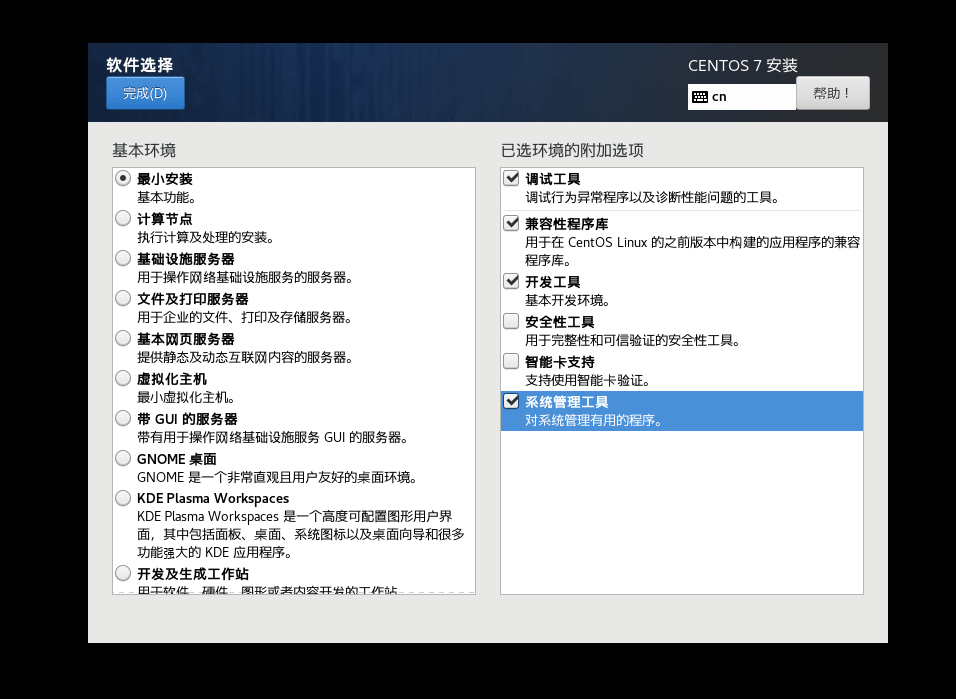 软件选择
完成(D)
CENTOS 7 安装
cn
帮助！
基本环境
最小安装
基本功能。
计算节点
执行计算及处理的安装。
基础设施服务器
用于操作网络基础设施服务的服务器。
文件及打印服务器
用于企业的文件、打印及存储服务器。
基本网页服务器
提供静态及动态互联网内容的服务器。
虚拟化主机
最小虚拟化主机。
带 GUI 的服务器
带有用于操作网络基础设施服务 GUI 的服务器。
GNOME 桌面
GNOME 是一个非常直观且用户友好的桌面环境。
KDE Plasma Workspaces
KDE Plasma Workspaces 是一个高度可配置图形用户界
面，其中包括面板、桌面、系统图标以及桌面向导和很多
功能强大的 KDE 应用程序。
开发及生成工作站
用于软件、硬件、图形或者内容开发的工作站
已选环境的附加选项
调试工具
调试行为异常程序以及诊断性能问题的工具。
兼容性程序库
用于在 CentOS Linux 的之前版本中构建的应用程序的兼容
程序库。
开发工具
基本开发环境。
安全性工具
用于完整性和可信验证的安全性工具。
智能卡支持
支持使用智能卡验证。
系统管理工具
对系统管理有用的程序。